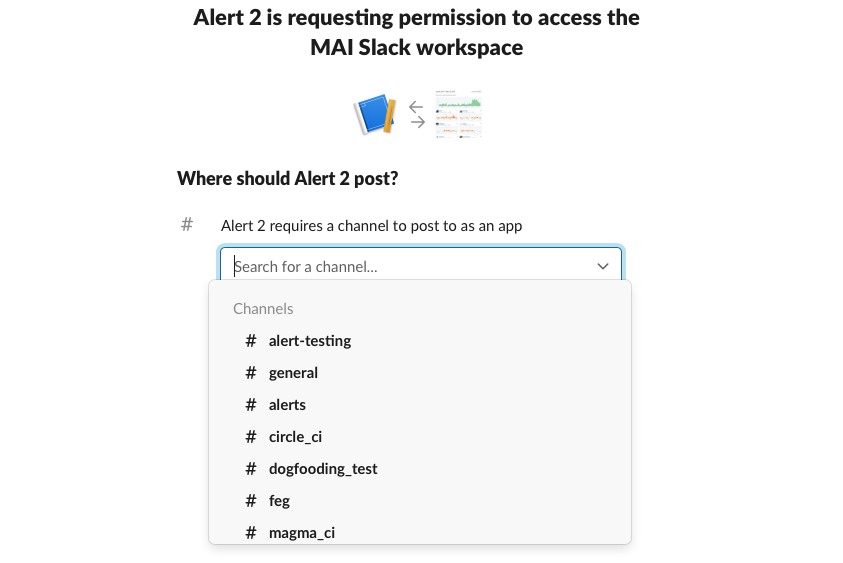 Alert 2 is requesting permission to access the
MAI Slack workspace
Where should Alert 2 post?
# Alert 2 requires a channel to post to as an app
Search for a channel...
Channels
# alert-testing
# general
# alerts
# circle_ci
# dogfooding_test
# feg
# magma_ci